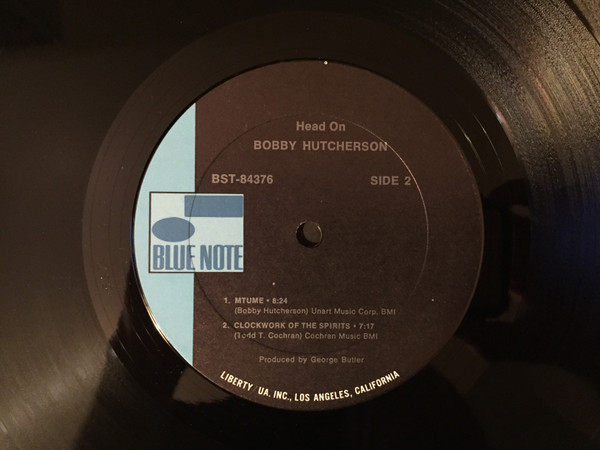 Head On
BOBBY HUTCHERSON
BST-84376 SIDE 2
BLUE NOTE
1. MTUME • 8:24
(Bobby Hutcherson) Unart Music Corp. BMI
2. CLOCKWORK OF THE SPIRITS • 7:17
(Todd T. Cochran) Cochran Music BMI
Produced by George Butler
LIBERTY/UA, INC., LOS ANGELES, CALIFORNIA